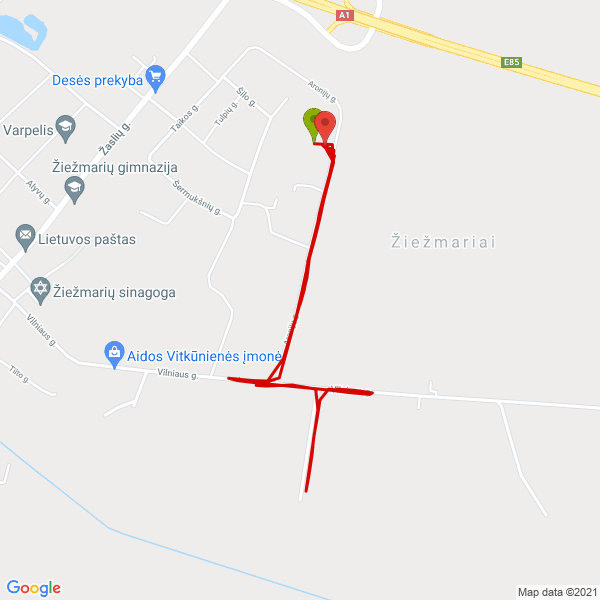 A1
E85
Desės prekyba
Aronijų g.
Šilo g.
Tulpių g.
Taikos g.
Žaslių g.
Varpelis
Žiežmarių gimnazija
Alyvų g.
Šermukšnių g.
Lietuvos paštas
Žiežmariai
Žiežmarių sinagoga
Vilniaus g.
Aidos Vitkūnienės įmonė
Vilniaus g.
Tilto g.
Google
Map data ©2021